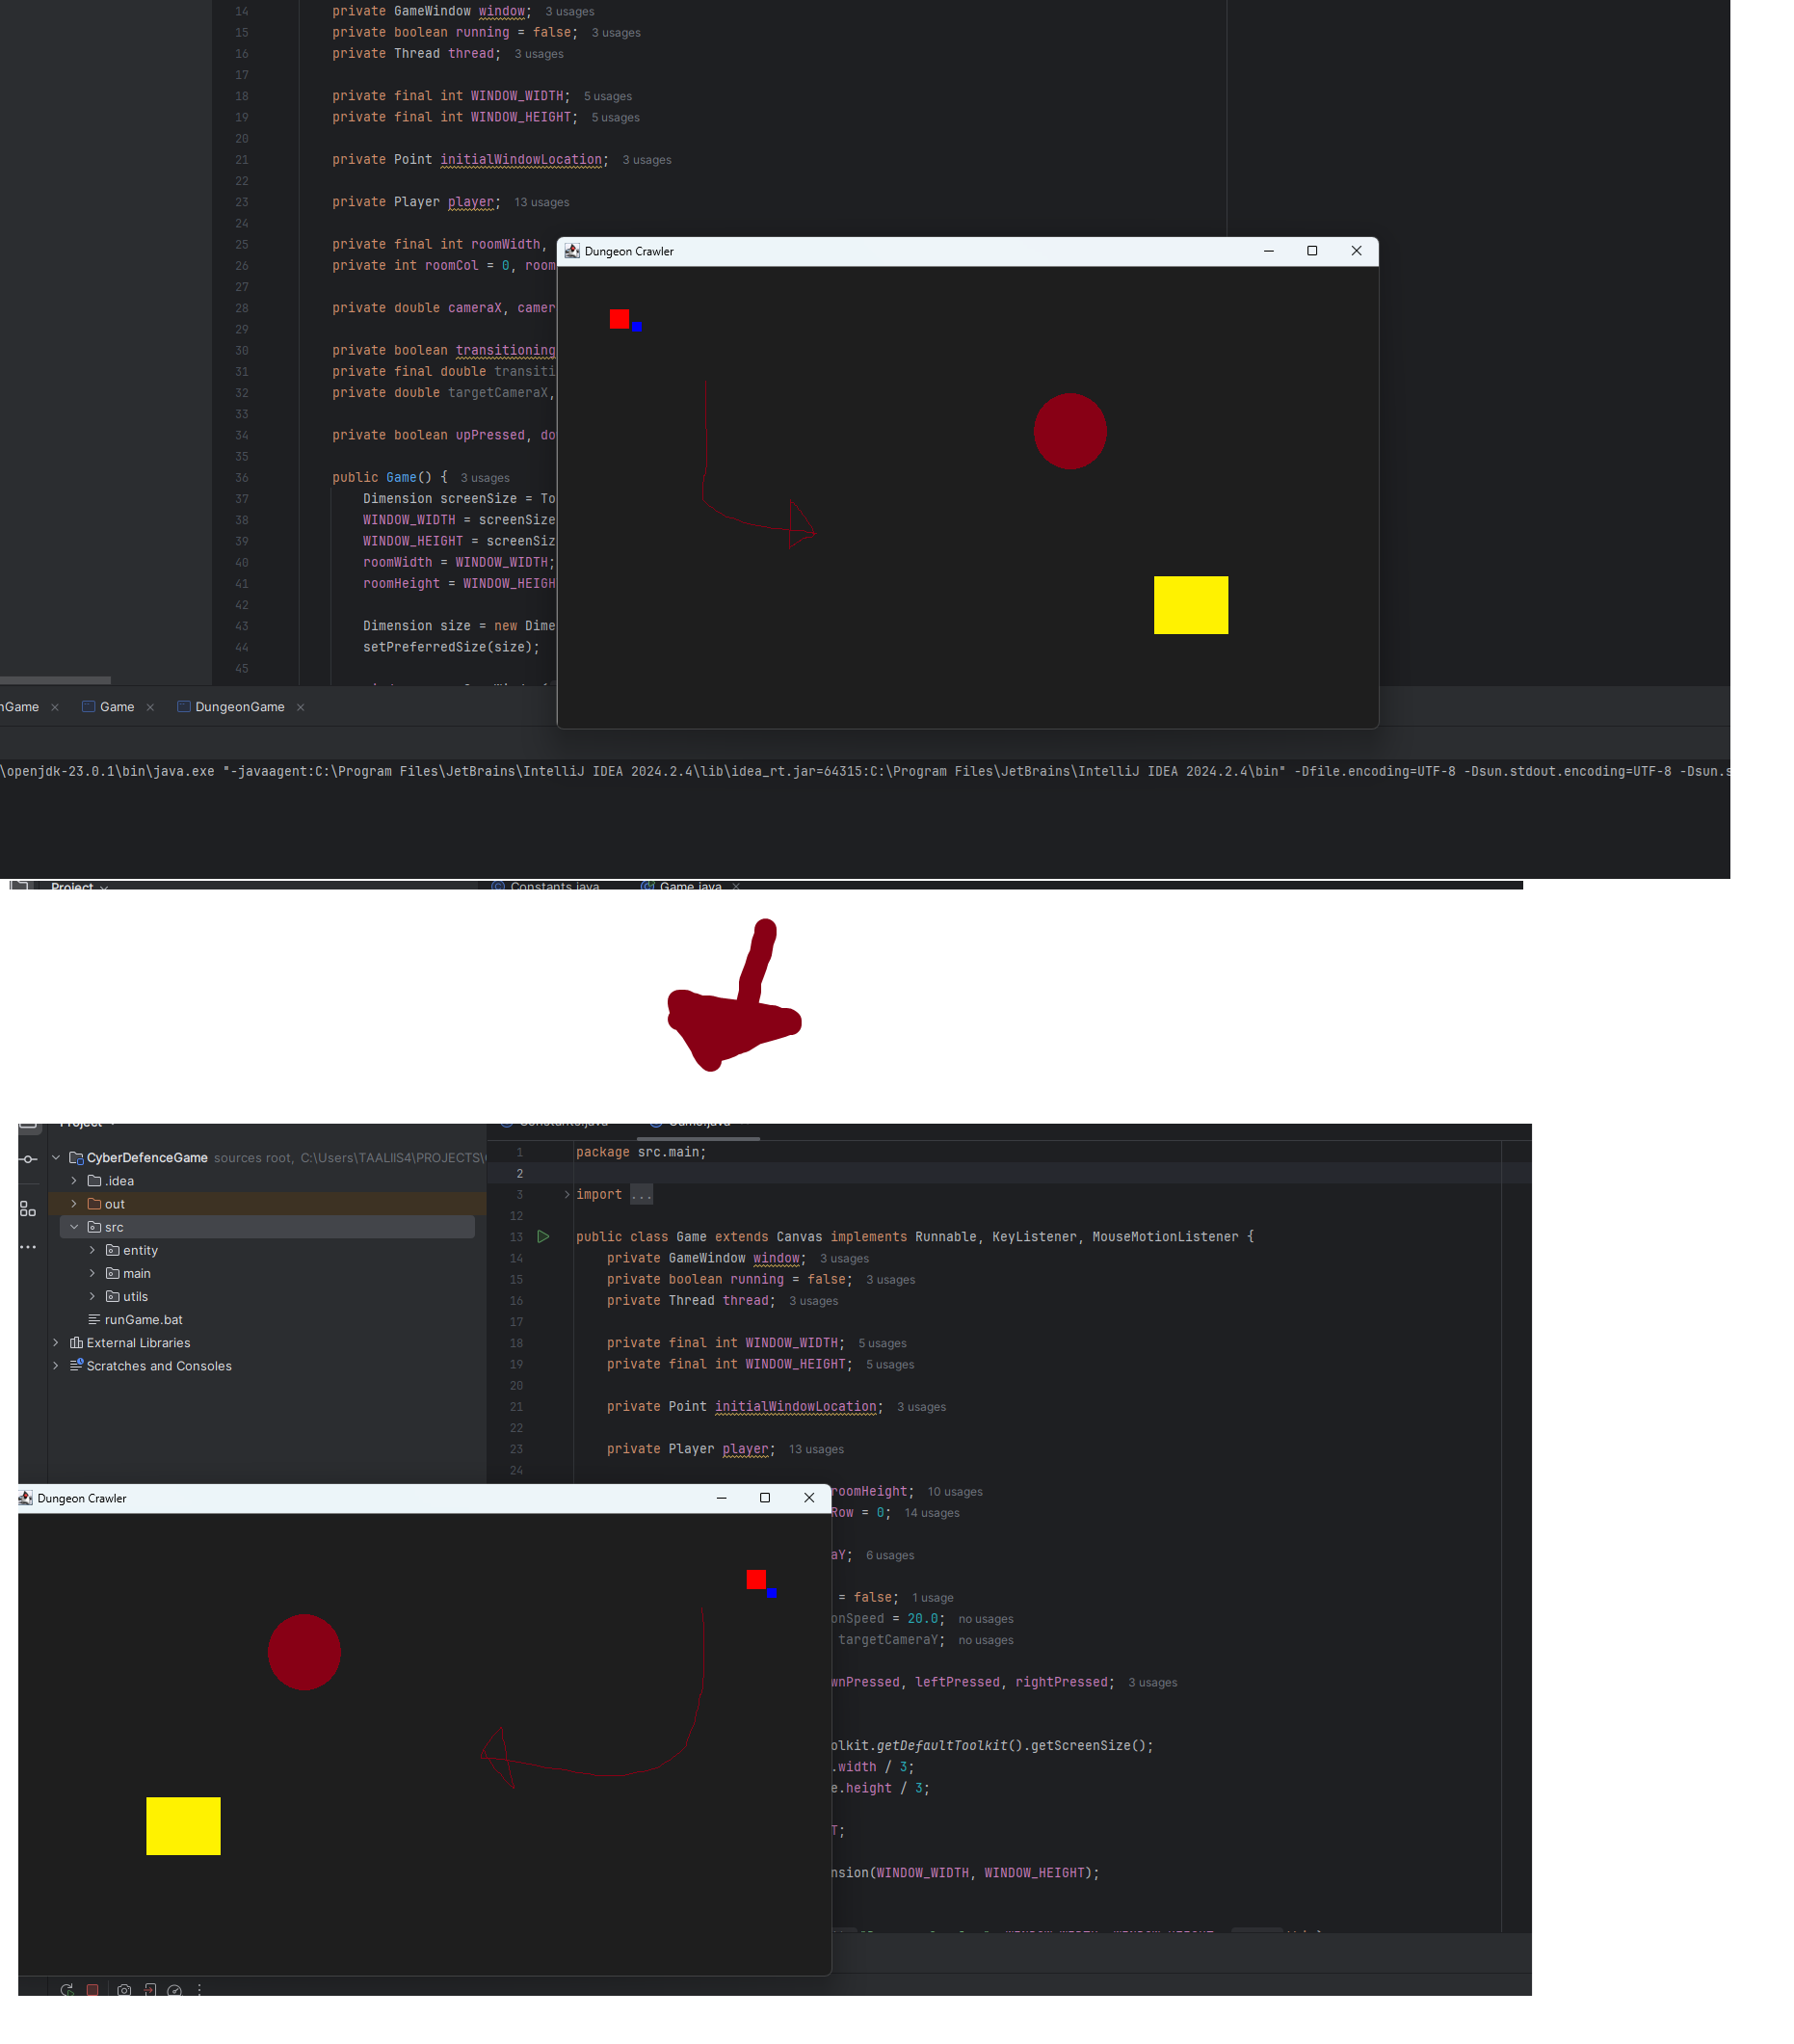 14 private GameWindow window; 3 usages
15 private boolean running = false; 3 usages
16 private Thread thread; 3 usages
17
18 private final int WINDOW_WIDTH; 5 usages
19 private final int WINDOW_HEIGHT; 5 usages
20
21 private Point initialWindowLocation; 3 usages
22
23 private Player player; 13 usages
24
25 private final int roomWidth,
26 private int roomCol = 0, room
27
28 private double cameraX, camer
29
30 private boolean transitioning
31 private final double transiti
32 private double targetCameraX,
33
34 private boolean upPressed, do
35
36 public Game() { 3 usages
37 Dimension screenSize = To
38 WINDOW_WIDTH = screenSize
39 WINDOW_HEIGHT = screenSiz
40 roomWidth = WINDOW_WIDTH;
41 roomHeight = WINDOW_HEIGH
42
43 Dimension size = new Dime
44 setPreferredSize(size);
45
Dungeon Crawler
nGame Game DungeonGame
\openjdk-23.0.1\bin\java.exe "-javaagent:C:\Program Files\JetBrains\IntelliJ IDEA 2024.2.4\lib\idea_rt.jar=64315:C:\Program Files\JetBrains\IntelliJ IDEA 2024.2.4\bin" -Dfile.encoding=UTF-8 -Dsun.stdout.encoding=UTF-8 -Dsun.s
Project Constants.java Game.java
Project
CyberDefenceGame sources root, C:\Users\TAALIIS4\PROJECTS\
.idea
out
src
entity
main
utils
runGame.bat
External Libraries
Scratches and Consoles
Constants.java Game.java
1 package src.main;
2
3 import ...
12
13 public class Game extends Canvas implements Runnable, KeyListener, MouseMotionListener {
14 private GameWindow window; 3 usages
15 private boolean running = false; 3 usages
16 private Thread thread; 3 usages
17
18 private final int WINDOW_WIDTH; 5 usages
19 private final int WINDOW_HEIGHT; 5 usages
20
21 private Point initialWindowLocation; 3 usages
22
23 private Player player; 13 usages
24
roomHeight; 10 usages
Row = 0; 14 usages
aY; 6 usages
= false; 1 usage
onSpeed = 20.0; no usages
targetCameraY; no usages
wnPressed, leftPressed, rightPressed; 3 usages
olkit.getDefaultToolkit().getScreenSize();
.width / 3;
e.height / 3;
T;
nsion(WINDOW_WIDTH, WINDOW_HEIGHT);
Dungeon Crawler